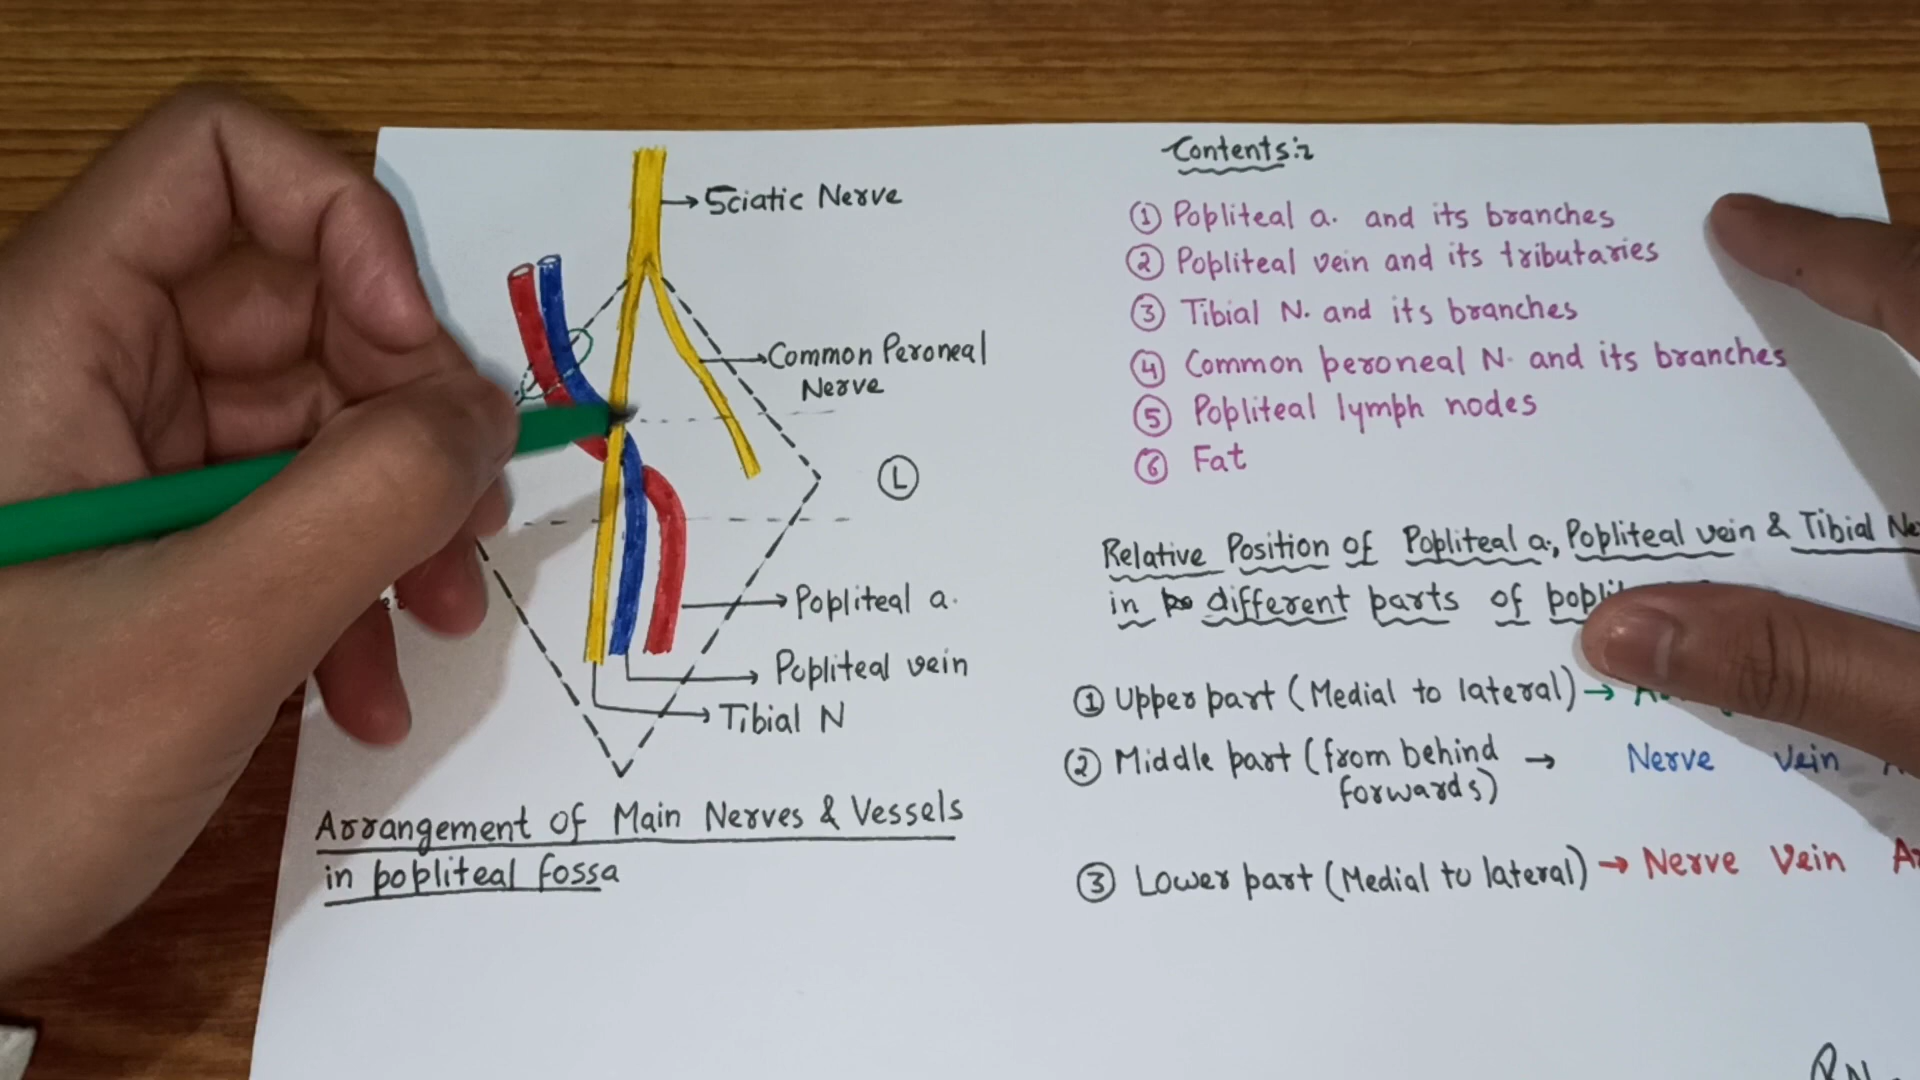 Sciatic Nerve
Common Peroneal
Nerve
L
Popliteal a.
Popliteal vein
Tibial N
Arrangement of Main Nerves & Vessels
in popliteal fossa
Contents:-
① Popliteal a. and its branches
② Popliteal vein and its tributaries
③ Tibial N. and its branches
④ Common peroneal N. and its branches
⑤ Popliteal lymph nodes
⑥ Fat
Relative Position of Popliteal a., Popliteal vein & Tibial
in different parts of
① Upper part (Medial to lateral) →
② Middle part (from behind → Nerve Vein
forwards)
③ Lower part (Medial to lateral) → Nerve Vein